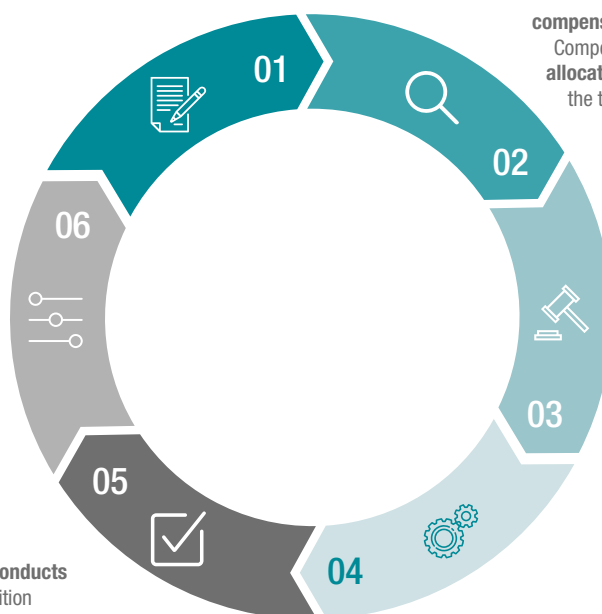 compens
Compe
allocat
the t
01
02
03
04
05
06
onducts
ition